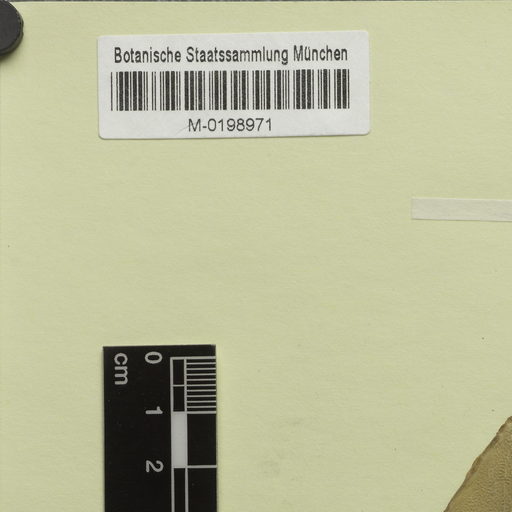 Botanische Staatssammlung München
M-0198971
cm
0
1
2